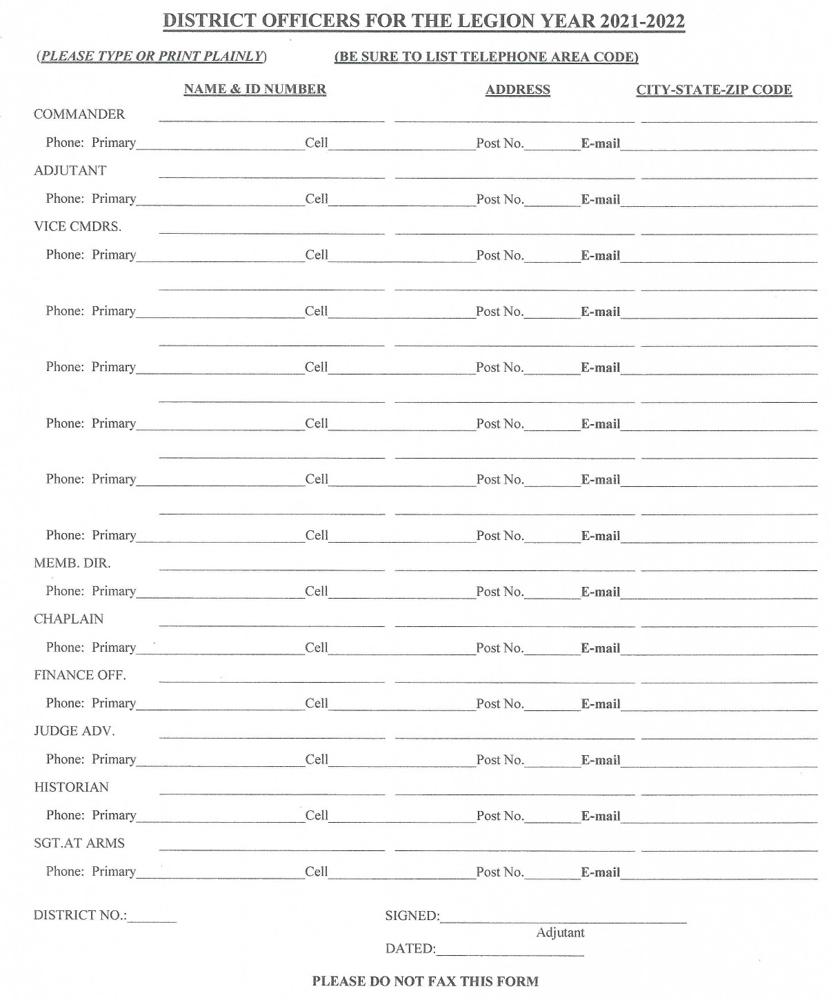 DISTRICT OFFICERS FOR THE LEGION YEAR 2021-2022
(PLEASE TYPE OR PRINT PLAINLY) (BE SURE TO LIST TELEPHONE AREA CODE)
NAME & ID NUMBER ADDRESS CITY-STATE-ZIP CODE
COMMANDER
Phone: Primary Cell Post No. E-mail
ADJUTANT
Phone: Primary Cell Post No. E-mail
VICE CMDRS.
Phone: Primary Cell Post No. E-mail
Phone: Primary Cell Post No. E-mail
Phone: Primary Cell Post No. E-mail
Phone: Primary Cell Post No. E-mail
Phone: Primary Cell Post No. E-mail
Phone: Primary Cell Post No. E-mail
MEMB. DIR.
Phone: Primary Cell Post No. E-mail
CHAPLAIN
Phone: Primary Cell Post No. E-mail
FINANCE OFF.
Phone: Primary Cell Post No. E-mail
JUDGE ADV.
Phone: Primary Cell Post No. E-mail
HISTORIAN
Phone: Primary Cell Post No. E-mail
SGT.AT ARMS
Phone: Primary Cell Post No. E-mail
DISTRICT NO.: SIGNED:
Adjutant
DATED:
PLEASE DO NOT FAX THIS FORM